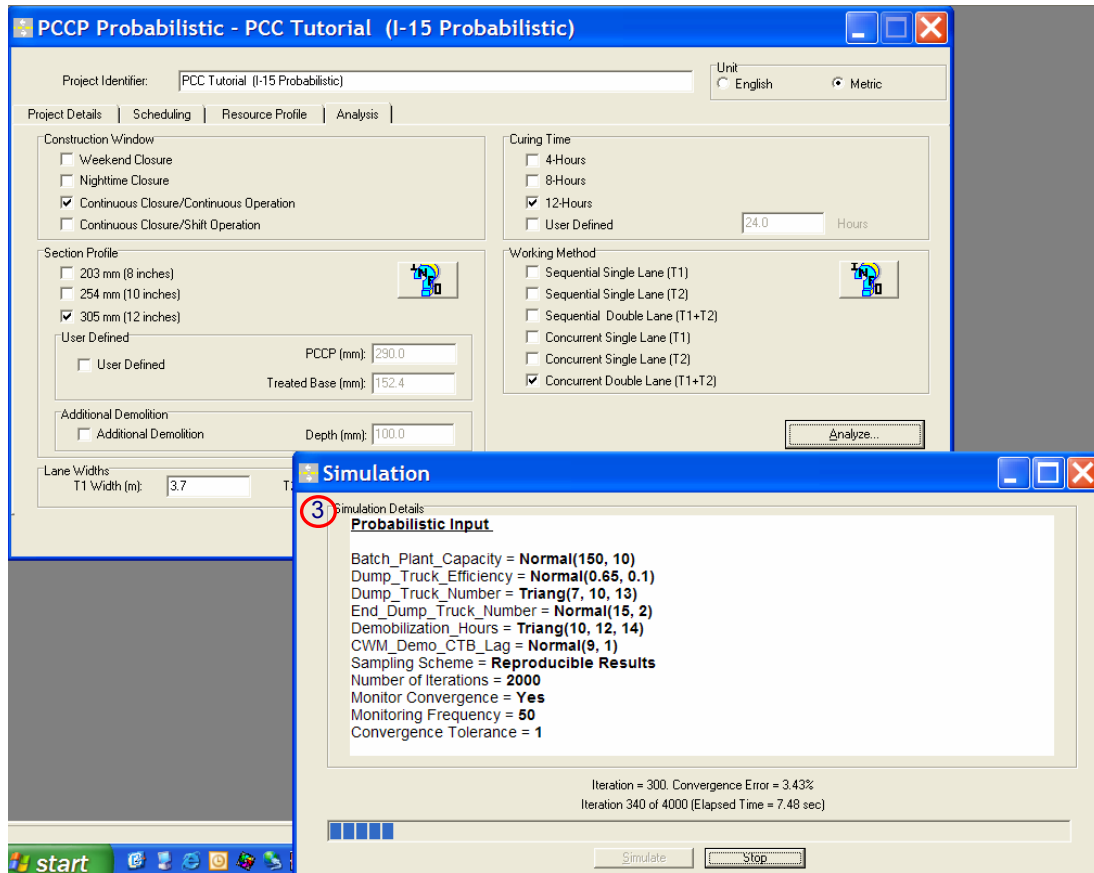 PCCP Probabilistic - PCC Tutorial (I-15 Probabilistic)
Project Identifier: PCC Tutorial (I-15 Probabilistic)
Unit
English Metric
Project Details Scheduling Resource Profile Analysis
Construction Window
Weekend Closure
Nighttime Closure
Continuous Closure/Continuous Operation
Continuous Closure/Shift Operation
Curing Time
4-Hours
8-Hours
12-Hours
User Defined 24.0 Hours
Section Profile
203 mm (8 inches)
254 mm (10 inches)
305 mm (12 inches)
INFO
User Defined
User Defined
PCCP (mm): 290.0
Treated Base (mm): 152.4
Additional Demolition
Additional Demolition Depth (mm): 100.0
Working Method
Sequential Single Lane (T1)
Sequential Single Lane (T2)
Sequential Double Lane (T1+T2)
Concurrent Single Lane (T1)
Concurrent Single Lane (T2)
Concurrent Double Lane (T1+T2)
INFO
Analyze...
Lane Widths
T1 Width (m): 3.7
Simulation
3
Simulation Details
Probabilistic Input
Batch_Plant_Capacity = Normal(150, 10)
Dump_Truck_Efficiency = Normal(0.65, 0.1)
Dump_Truck_Number = Triang(7, 10, 13)
End_Dump_Truck_Number = Normal(15, 2)
Demobilization_Hours = Triang(10, 12, 14)
CWM_Demo_CTB_Lag = Normal(9, 1)
Sampling Scheme = Reproducible Results
Number of Iterations = 2000
Monitor Convergence = Yes
Monitoring Frequency = 50
Convergence Tolerance = 1
Iteration = 300. Convergence Error = 3.43%
Iteration 340 of 4000 (Elapsed Time = 7.48 sec)
Simulate Stop
start